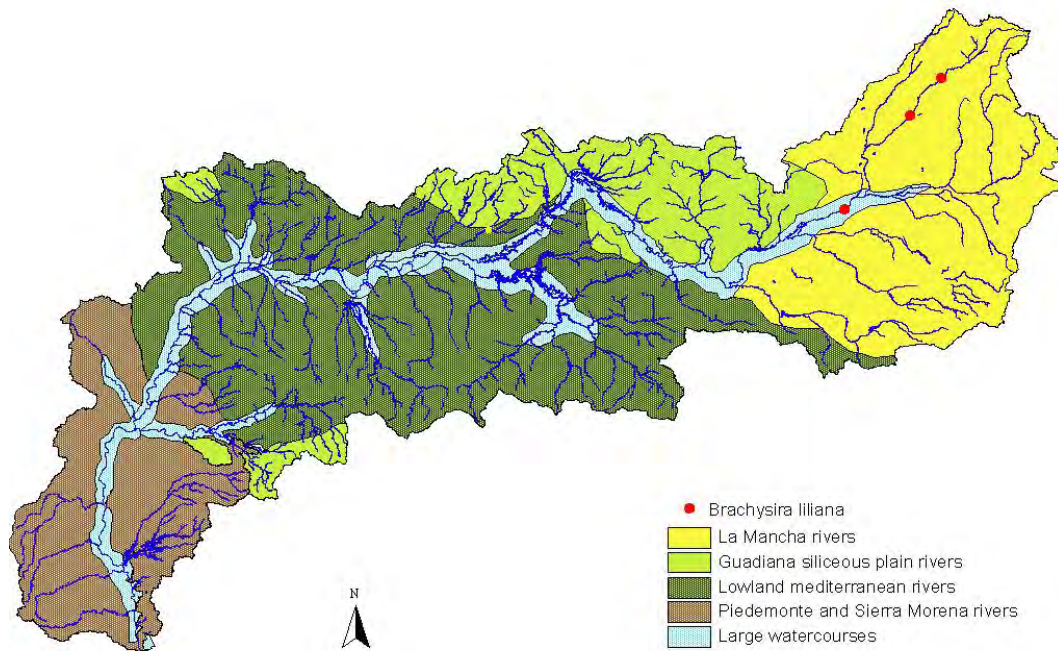 N
Brachysira liliana
La Mancha rivers
Guadiana siliceous plain rivers
Lowland mediterranean rivers
Piedemonte and Sierra Morena rivers
Large watercourses